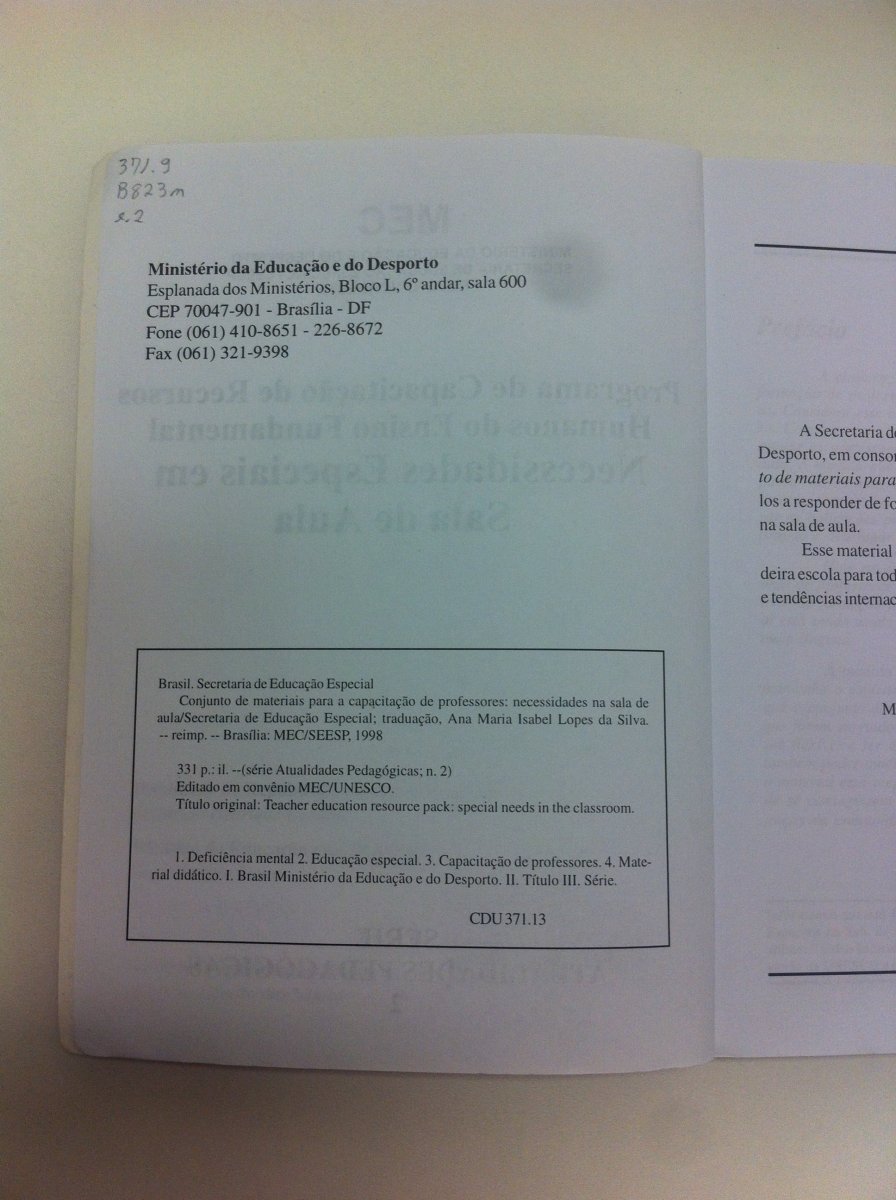 371.9
B823m
e.2
Ministério da Educação e do Desporto
Esplanada dos Ministérios, Bloco L, 6º andar, sala 600
CEP 70047-901 - Brasília - DF
Fone (061) 410-8651 - 226-8672
Fax (061) 321-9398
Brasil. Secretaria de Educação Especial
Conjunto de materiais para a capacitação de professores: necessidades na sala de
aula/Secretaria de Educação Especial; traduação, Ana Maria Isabel Lopes da Silva.
-- reimp. -- Brasília: MEC/SEESP, 1998
331 p.: il. --(série Atualidades Pedagógicas; n. 2)
Editado em convênio MEC/UNESCO.
Título original: Teacher education resource pack: special needs in the classroom.
1. Deficiência mental 2. Educação especial. 3. Capacitação de professores. 4. Mate-
rial didático. I. Brasil Ministério da Educação e do Desporto. II. Título III. Série.
CDU 371.13
A Secretaria de
Desporto, em conso
to de materiais para
los a responder de fo
na sala de aula.
Esse material
deira escola para tod
e tendências internac
M